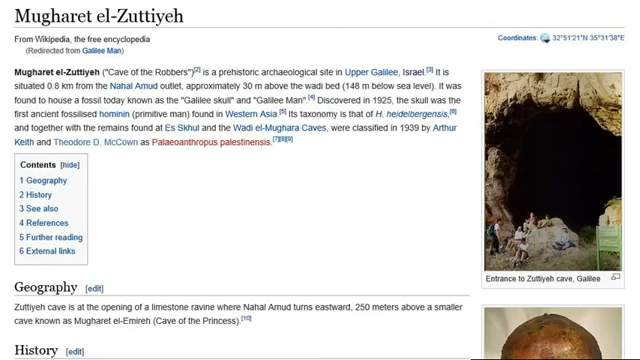 Mugharet el-Zuttiyeh
From Wikipedia, the free encyclopedia
(Redirected from Galilee Man)
Coordinates: 32°51′21″N 35°31′38″E
Mugharet el-Zuttiyeh ("Cave of the Robbers")[2] is a prehistoric archaeological site in Upper Galilee, Israel.[3] It is
situated 0.8 km from the Nahal Amud outlet, approximately 30 m above the wadi bed (148 m below sea level). It was
found to house a fossil today known as the "Galilee skull" and "Galilee Man".[4] Discovered in 1925, the skull was the
first ancient fossilised hominin (primitive man) found in Western Asia.[5] Its taxonomy is that of H. heidelbergensis,[6]
and together with the remains found at Es Skhul and the Wadi el-Mughara Caves, were classified in 1939 by Arthur
Keith and Theodore D. McCown as Palaeoanthropus palestinensis.[7][8][9]
Contents [hide]
1 Geography
2 History
3 See also
4 References
5 Further reading
6 External links
Entrance to Zuttiyeh cave, Galilee
Geography [edit]
Zuttiyeh cave is at the opening of a limestone ravine where Nahal Amud turns eastward, 250 meters above a smaller
cave known as Mugharet el-Emireh (Cave of the Princess).[10]
History [edit]